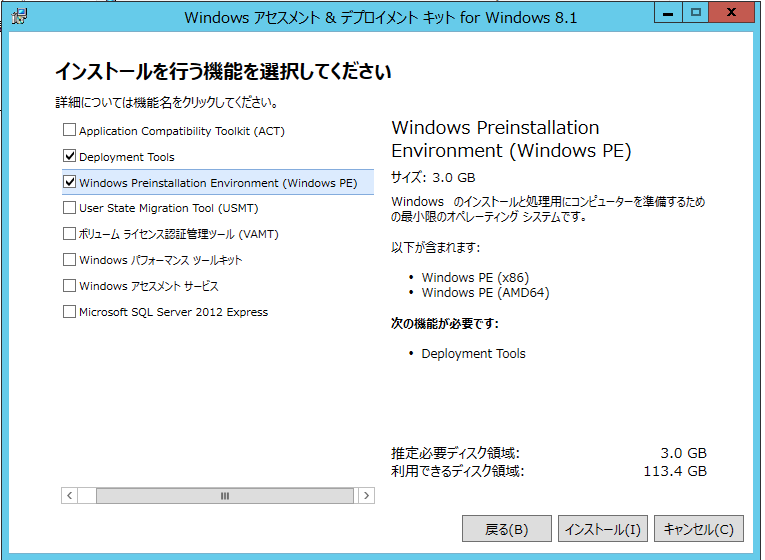 Windows アセスメント & デプロイメント キット for Windows 8.1
インストールを行う機能を選択してください
詳細については機能名をクリックしてください。
Application Compatibility Toolkit (ACT)
Deployment Tools
Windows Preinstallation Environment (Windows PE)
User State Migration Tool (USMT)
ボリューム ライセンス認証管理ツール (VAMT)
Windows パフォーマンス ツールキット
Windows アセスメント サービス
Microsoft SQL Server 2012 Express
Windows Preinstallation
Environment (Windows PE)
サイズ: 3.0 GB
Windows のインストールと処理用にコンピューターを準備するため
の最小限のオペレーティング システムです。
以下が含まれます:
• Windows PE (x86)
• Windows PE (AMD64)
次の機能が必要です:
• Deployment Tools
推定必要ディスク領域: 3.0 GB
利用できるディスク領域: 113.4 GB
戻る(B) インストール(I) キャンセル(C)